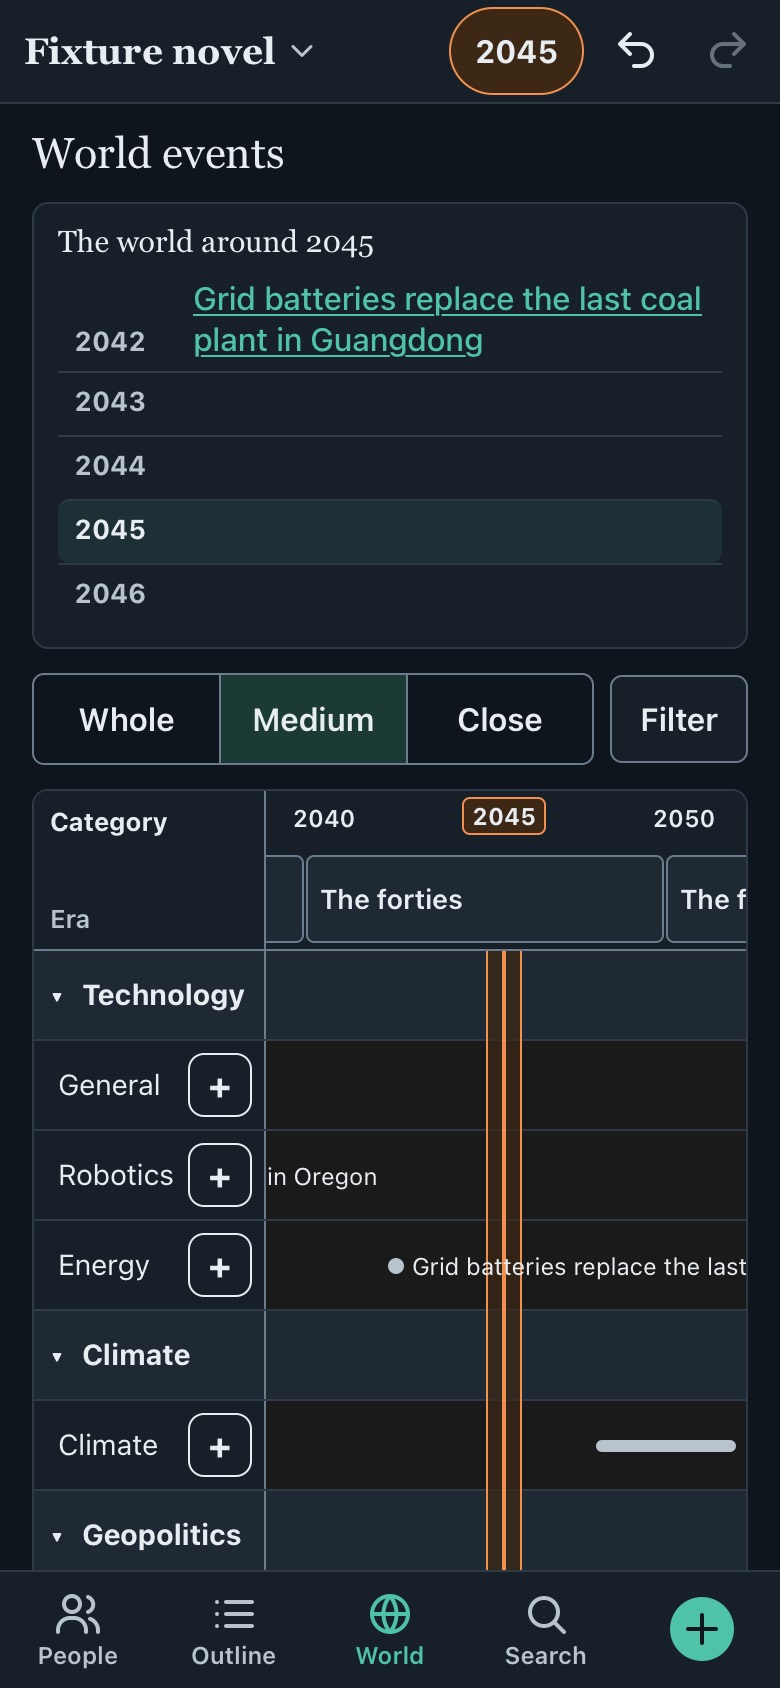 Fixture novel
2045
World events
The world around 2045
Grid batteries replace the last coal
2042 plant in Guangdong
2043
2044
2045
2046
Whole Medium Close Filter
Category 2040 2045 2050
Era The forties The f
Technology
General +
Robotics + in Oregon
Energy + Grid batteries replace the last
Climate
Climate +
Geopolitics
People Outline World Search